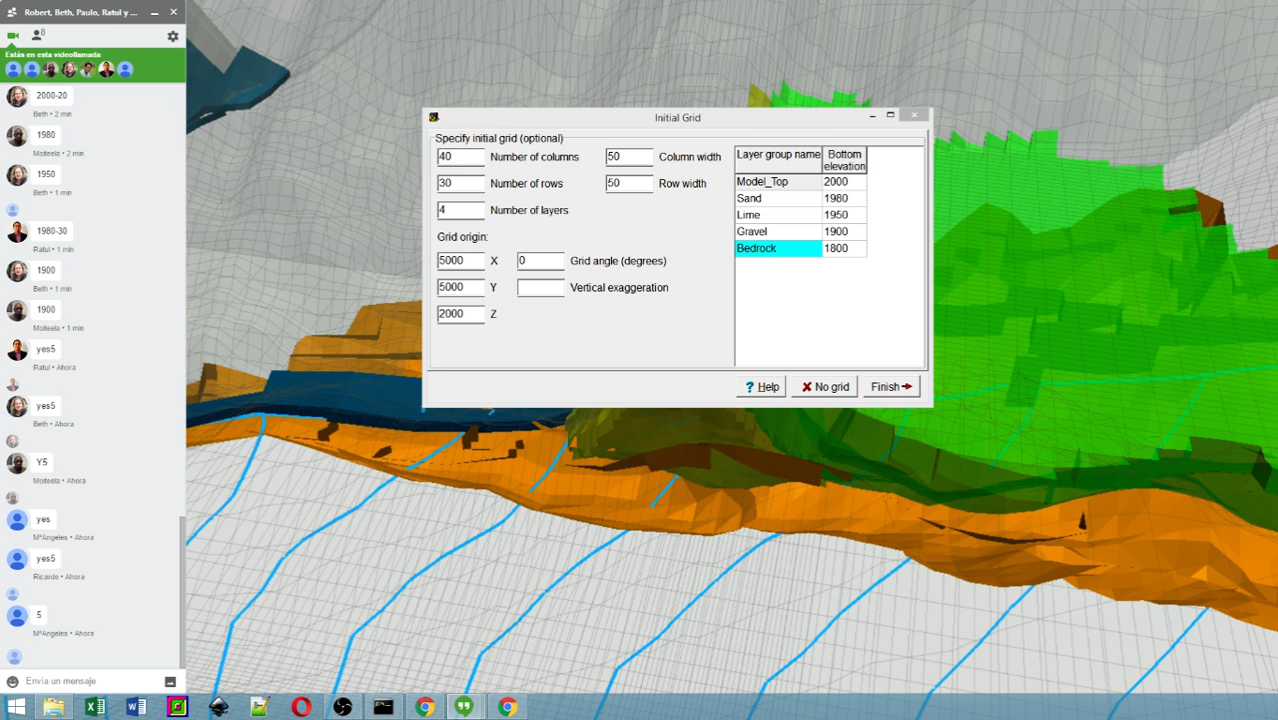 Robert, Beth, Paulo, Ratul y ...
8
Estás en esta videollamada
2000-20
Beth • 2 min
1980
Molteela • 2 min
1950
Beth • 1 min
1980-30
Ratul • 1 min
1900
Beth • 1 min
1900
Molteela • 1 min
yes5
Ratul • Ahora
yes5
Beth • Ahora
Y5
Molteela • Ahora
yes
MªAngeles • Ahora
yes5
Ricardo • Ahora
5
MªAngeles • Ahora
Envía un mensaje
Initial Grid
Specify initial grid (optional)
40 Number of columns 50 Column width
30 Number of rows 50 Row width
4 Number of layers
Grid origin:
5000 X 0 Grid angle (degrees)
5000 Y Vertical exaggeration
2000 Z
Layer group name Bottom elevation
Model_Top 2000
Sand 1980
Lime 1950
Gravel 1900
Bedrock 1800
? Help No grid Finish